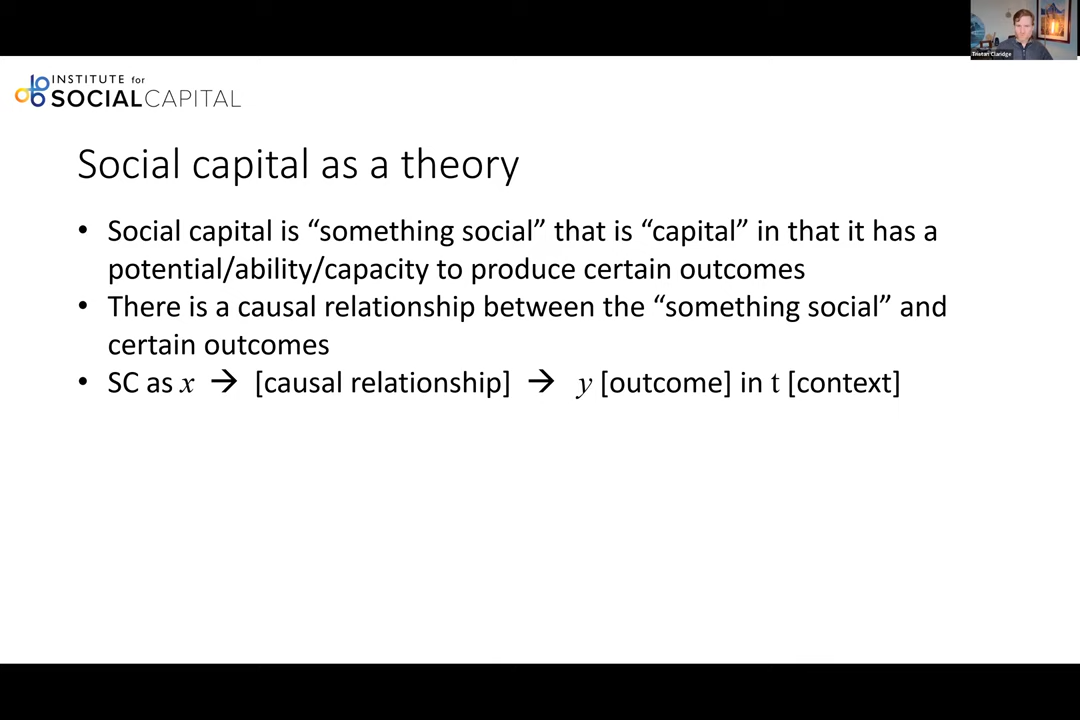 Tristan Claridge
INSTITUTE for
SOCIALCAPITAL
Social capital as a theory
• Social capital is “something social” that is “capital” in that it has a
potential/ability/capacity to produce certain outcomes
• There is a causal relationship between the “something social” and
certain outcomes
• SC as x → [causal relationship] → y [outcome] in t [context]